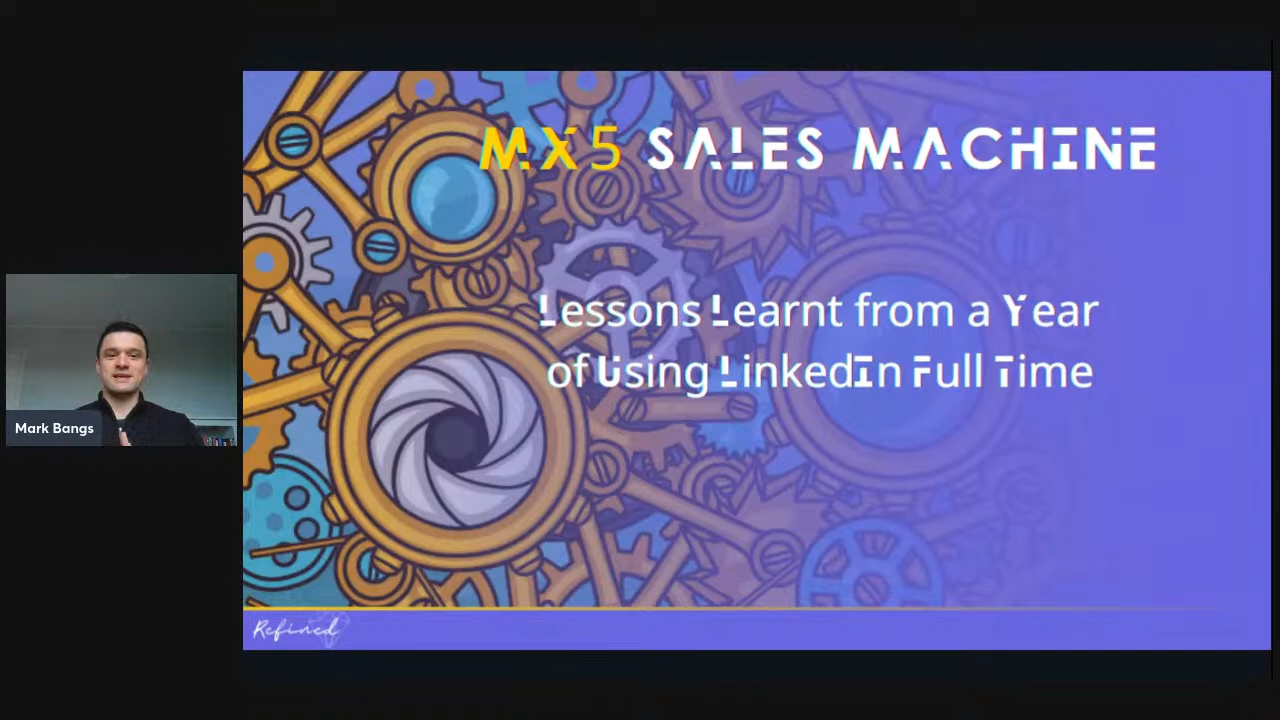 MX5 SALES MACHINE
Lessons Learnt from a Year
of Using LinkedIn Full Time
Mark Bangs
Refined